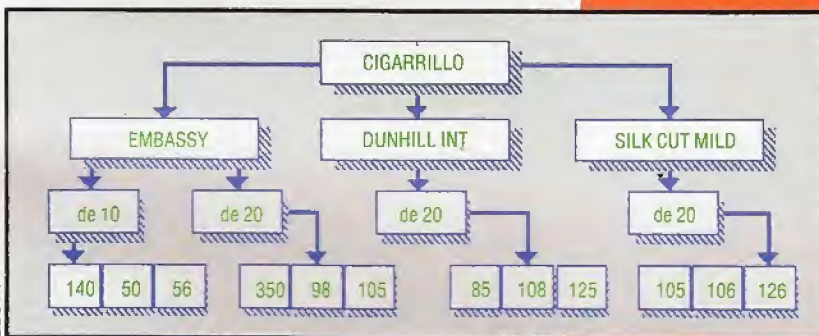 CIGARRILLO
EMBASSY DUNHILL INT SILK CUT MILD
de 10 de 20 de 20 de 20
140 50 56 350 98 105 85 108 125 105 106 126